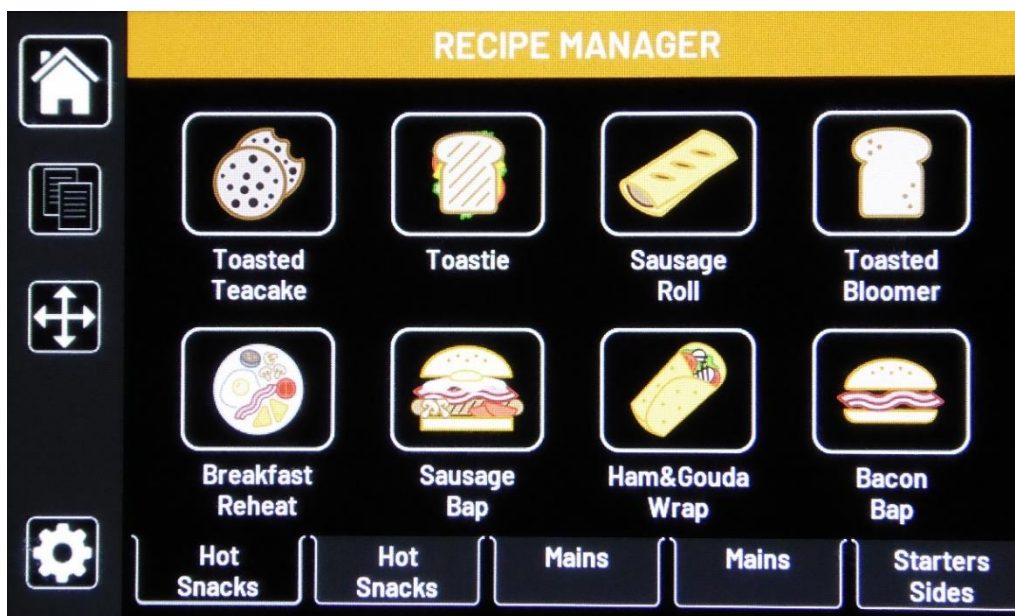 RECIPE MANAGER
Toasted
Teacake
Toastie
Sausage
Roll
Toasted
Bloomer
Breakfast
Reheat
Sausage
Bap
Ham&Gouda
Wrap
Bacon
Bap
Hot
Snacks
Hot
Snacks
Mains
Mains
Starters
Sides